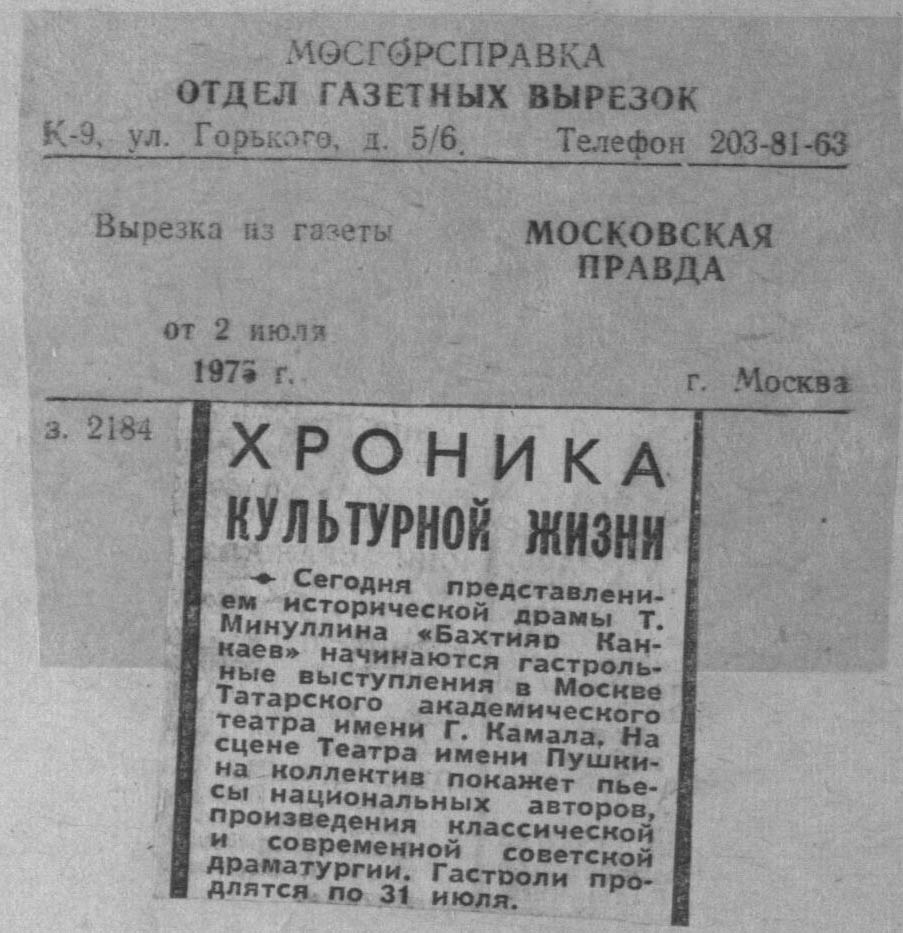 МОСГОРСПРАВКА
ОТДЕЛ ГАЗЕТНЫХ ВЫРЕЗОК
К-9, ул. Горького, д. 5/6. Телефон 203-81-63
Вырезка из газеты МОСКОВСКАЯ
ПРАВДА
от 2 июля
г. г. Москва
з. 2184
ХРОНИКА
КУЛЬТУРНОЙ ЖИЗНИ
Сегодня представлени-
ем исторической драмы Т.
Минуллина «Бахтияр Кан-
каев» начинаются гастроль-
ные выступления в Москве
Татарского академического
театра имени Г. Камала. На
сцене Театра имени Пушки-
на коллектив покажет пье-
сы национальных авторов,
произведения классической
и современной советской
драматургии. Гастроли про-
длятся по 31 июля.